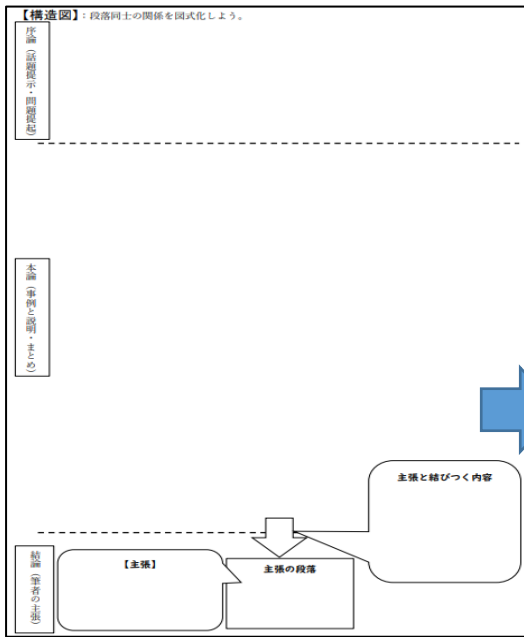 【構造図】：段落同士の関係を図式化しよう。
序論（話題提示・問題提起）
本論（事例と説明・まとめ）
主張と結びつく内容
結論（筆者の主張）
【主張】
主張の段落